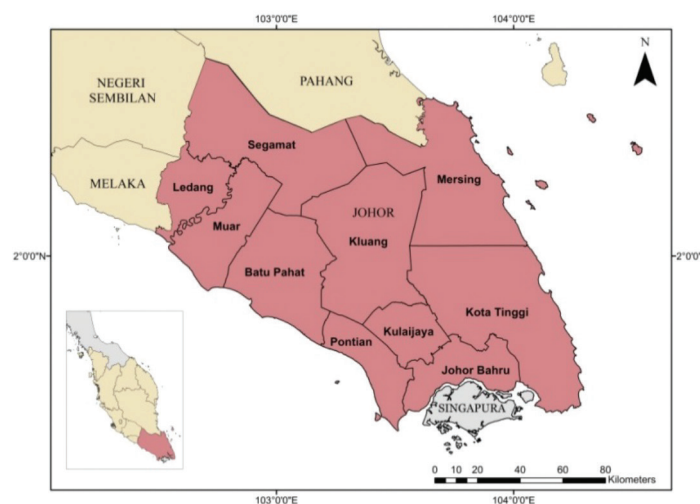 103°0'0"E
104°0'0"E
N
NEGERI
SEMBILAN
PAHANG
Segamat
MELAKA
Ledang
Mersing
JOHOR
Muar
Kluang
2°0'0"N
2°0'0"N
Batu Pahat
Kota Tinggi
Kulaijaya
Pontian
Johor Bahru
SINGAPURA
0 10 20 40 60 80
Kilometers
103°0'0"E
104°0'0"E